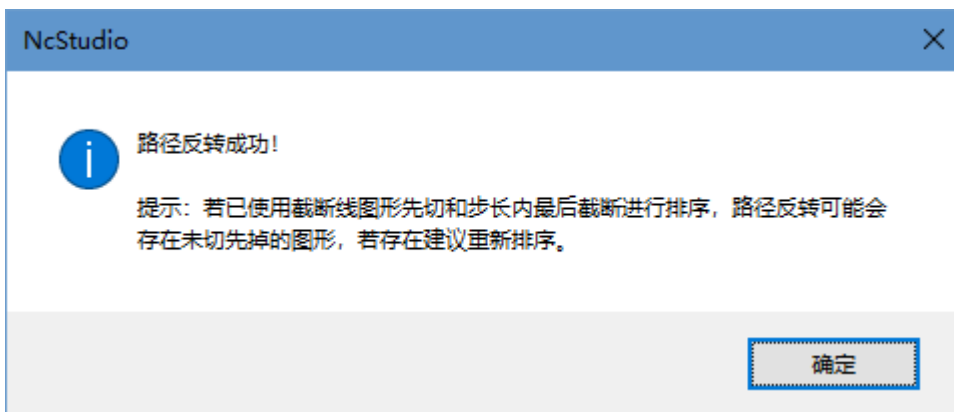 NcStudio
路径反转成功！
提示：若已使用截断线图形先切和步长内最后截断进行排序，路径反转可能会
存在未切先掉的图形，若存在建议重新排序。
确定